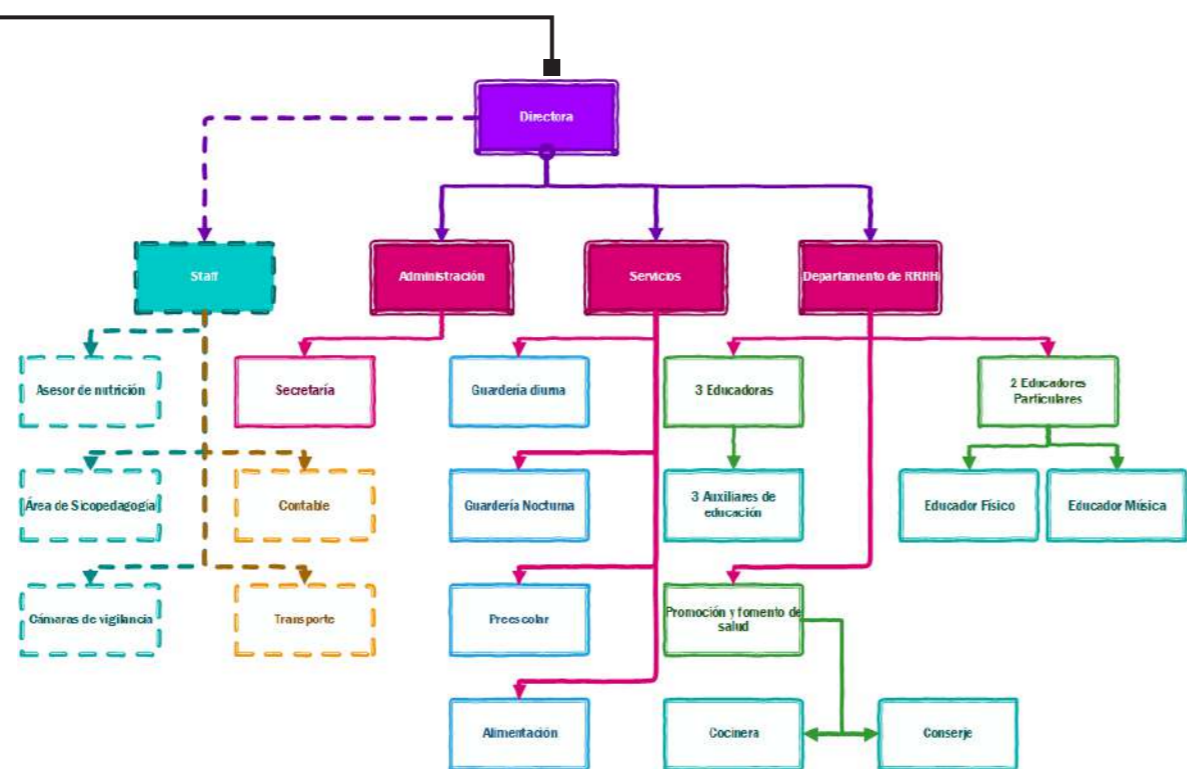 Directora
Staff
Administración
Servicios
Departamento de RRHH
Asesor de nutrición
Secretaría
Guardería diurna
3 Educadoras
2 Educadores
Particulares
Área de Sicopedagogía
Contable
Guardería Nocturna
3 Auxiliares de
educación
Educador Físico
Educador Música
Cámaras de vigilancia
Transporte
Preescolar
Promoción y fomento de
salud
Alimentación
Cocinera
Conserje